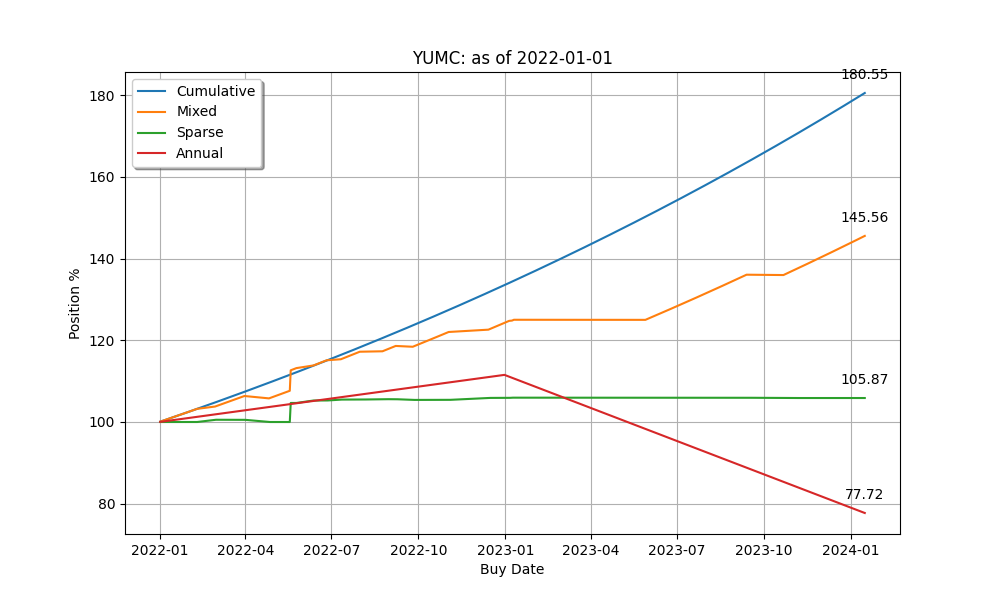 YUMC: as of 2022-01-01
180.55
Cumulative
Mixed
Sparse
Annual
145.56
105.87
77.72
180
160
140
120
100
80
Position %
2022-01 2022-04 2022-07 2022-10 2023-01 2023-04 2023-07 2023-10 2024-01
Buy Date